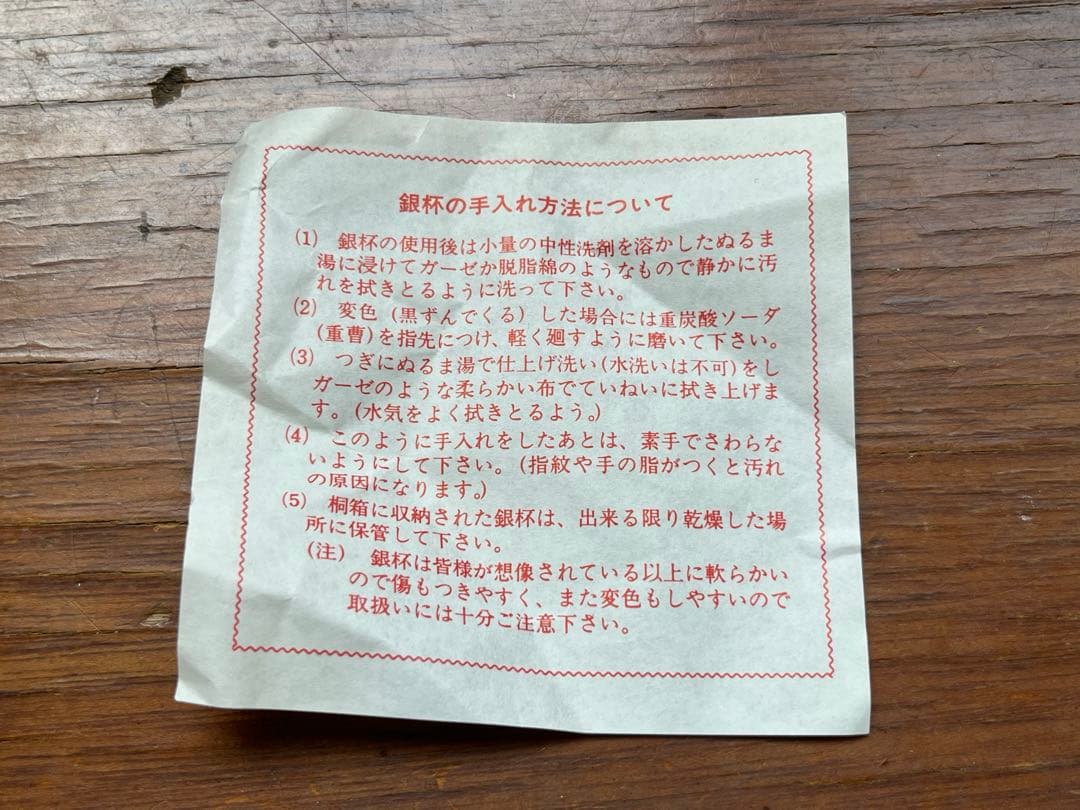 銀杯の手入れ方法について
(1) 銀杯の使用後は小量の中性洗剤を溶かしたぬるま
湯に浸けてガーゼか脱脂綿のようなもので静かに汚
れを拭きとるように洗って下さい。
(2) 変色(黒ずんでくる)した場合には重炭酸ソーダ
(重曹)を指先につけ、軽く廻すように磨いて下さい。
(3) つぎにぬるま湯で仕上げ洗い(水洗いは不可)をし
ガーゼのような柔らかい布でていねいに拭き上げま
す。(水気をよく拭きとるよう。)
(4) このように手入れをしたあとは、素手でさわらな
いようにして下さい。(指紋や手の脂がつくと汚れ
の原因になります。)
(5) 桐箱に収納された銀杯は、出来る限り乾燥した場
所に保管して下さい。
(注) 銀杯は皆様が想像されている以上に軟らかい
ので傷もつきやすく、また変色もしやすいので
取扱いには十分ご注意下さい。